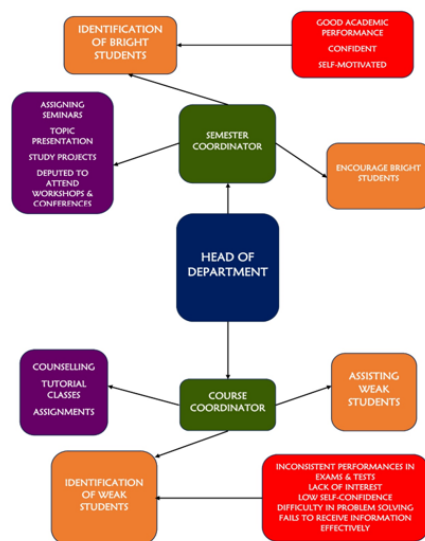 IDENTIFICATION
OF BRIGHT
STUDENTS
GOOD ACADEMIC
PERFORMANCE
CONFIDENT
SELF-MOTIVATED
ASSIGNING
SEMINARS
TOPIC
PRESENTATION
STUDY PROJECTS
DEPUTED TO
ATTEND
WORKSHOPS &
CONFERENCES
SEMESTER
COORDINATOR
ENCOURAGE BRIGHT
STUDENTS
HEAD OF
DEPARTMENT
COUNSELLING
TUTORIAL
CLASSES
ASSIGNMENTS
COURSE
COORDINATOR
ASSISTING
WEAK
STUDENTS
IDENTIFICATION
OF WEAK
STUDENTS
INCONSISTENT PERFORMANCES IN
EXAMS & TESTS
LACK OF INTEREST
LOW SELF-CONFIDENCE
DIFFICULTY IN PROBLEM SOLVING
FAILS TO RECEIVE INFORMATION
EFFECTIVELY